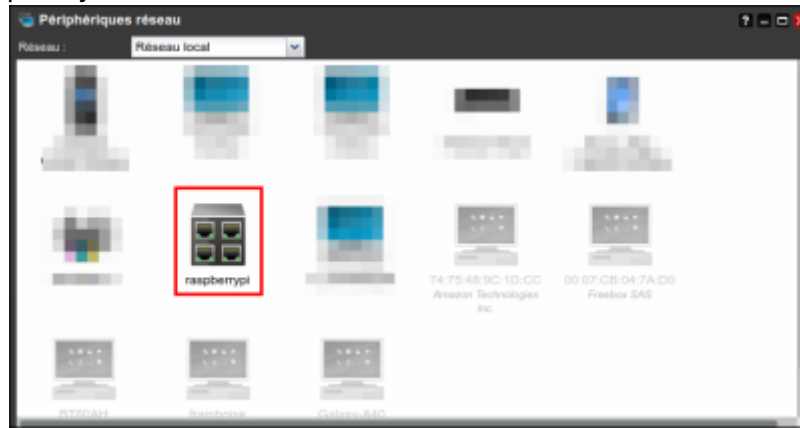 Périphériques réseau
Réseau :
Réseau local
raspberrypi
74:75:48:9C:1D:CC
Amazon Technologies
Inc.
00:07:CB:04:7A:D0
Freebox SAS
BT60AH
framboise
Galaxy-A40